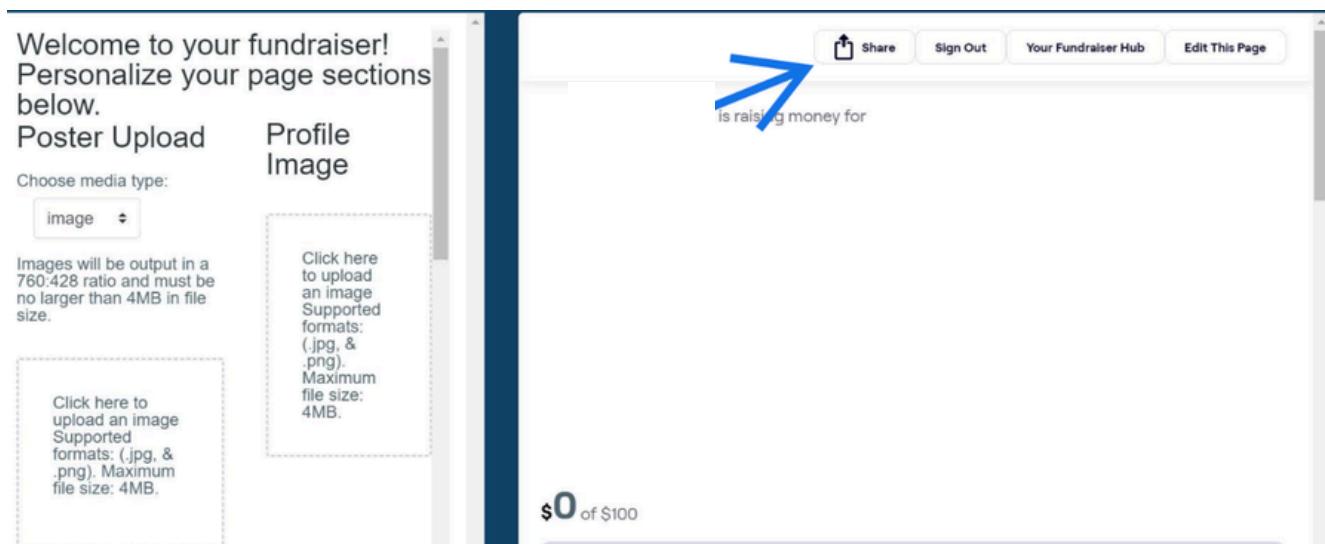 Welcome to your fundraiser!
Personalize your page sections
below.
Poster Upload
Choose media type:
image
Images will be output in a
760:428 ratio and must be
no larger than 4MB in file
size.
Click here to
upload an image
Supported
formats: (.jpg, &
.png). Maximum
file size: 4MB.
Profile
Image
Click here
to upload
an image
Supported
formats:
(.jpg, &
.png).
Maximum
file size:
4MB.
Share
Sign Out
Your Fundraiser Hub
Edit This Page
is raising money for
$0 of $100